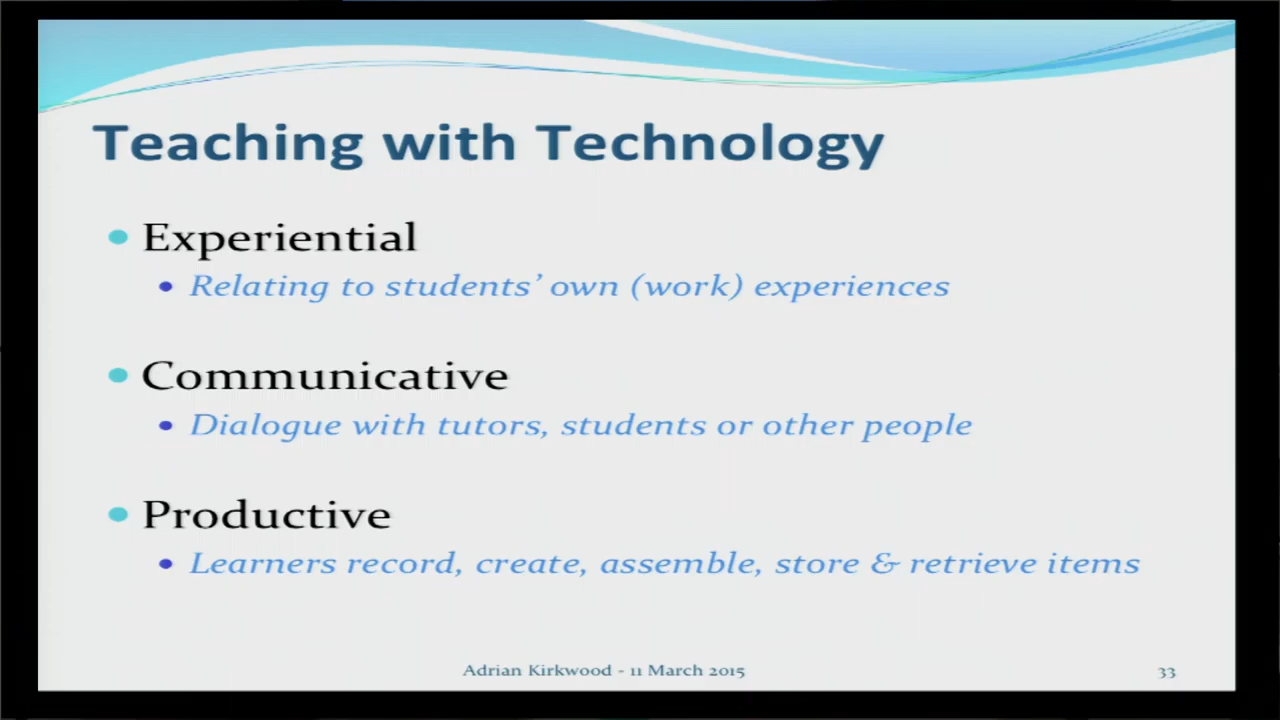 Teaching with Technology
• Experiential
• Relating to students’ own (work) experiences
• Communicative
• Dialogue with tutors, students or other people
• Productive
• Learners record, create, assemble, store & retrieve items
Adrian Kirkwood - 11 March 2015
33